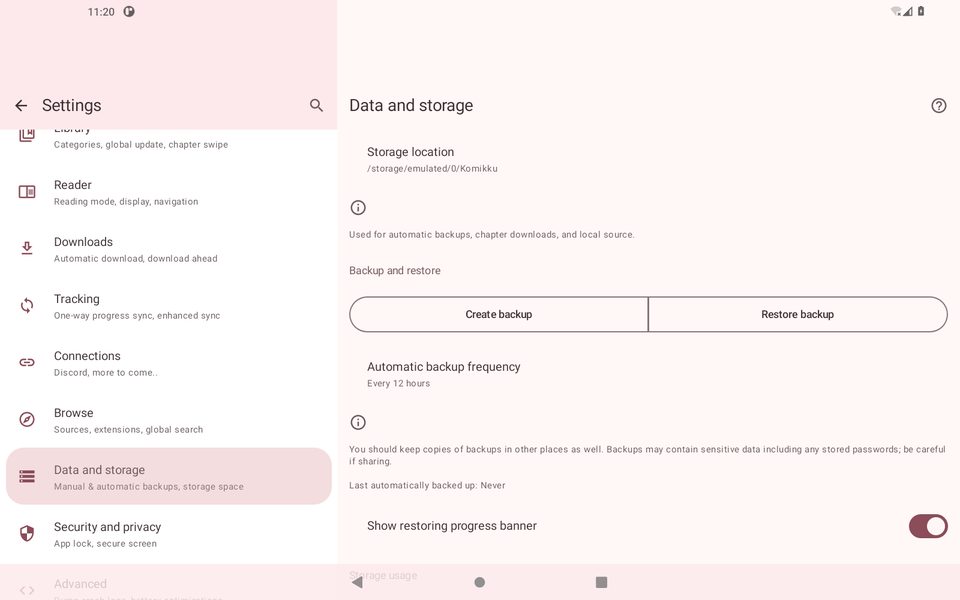 11:20
Settings
Library
Categories, global update, chapter swipe
Reader
Reading mode, display, navigation
Downloads
Automatic download, download ahead
Tracking
One-way progress sync, enhanced sync
Connections
Discord, more to come..
Browse
Sources, extensions, global search
Data and storage
Manual & automatic backups, storage space
Security and privacy
App lock, secure screen
Advanced
Dump crash logs, battery optimizations
Data and storage
Storage location
/storage/emulated/0/Komikku
Used for automatic backups, chapter downloads, and local source.
Backup and restore
Create backup
Restore backup
Automatic backup frequency
Every 12 hours
You should keep copies of backups in other places as well. Backups may contain sensitive data including any stored passwords; be careful
if sharing.
Last automatically backed up: Never
Show restoring progress banner
Storage usage